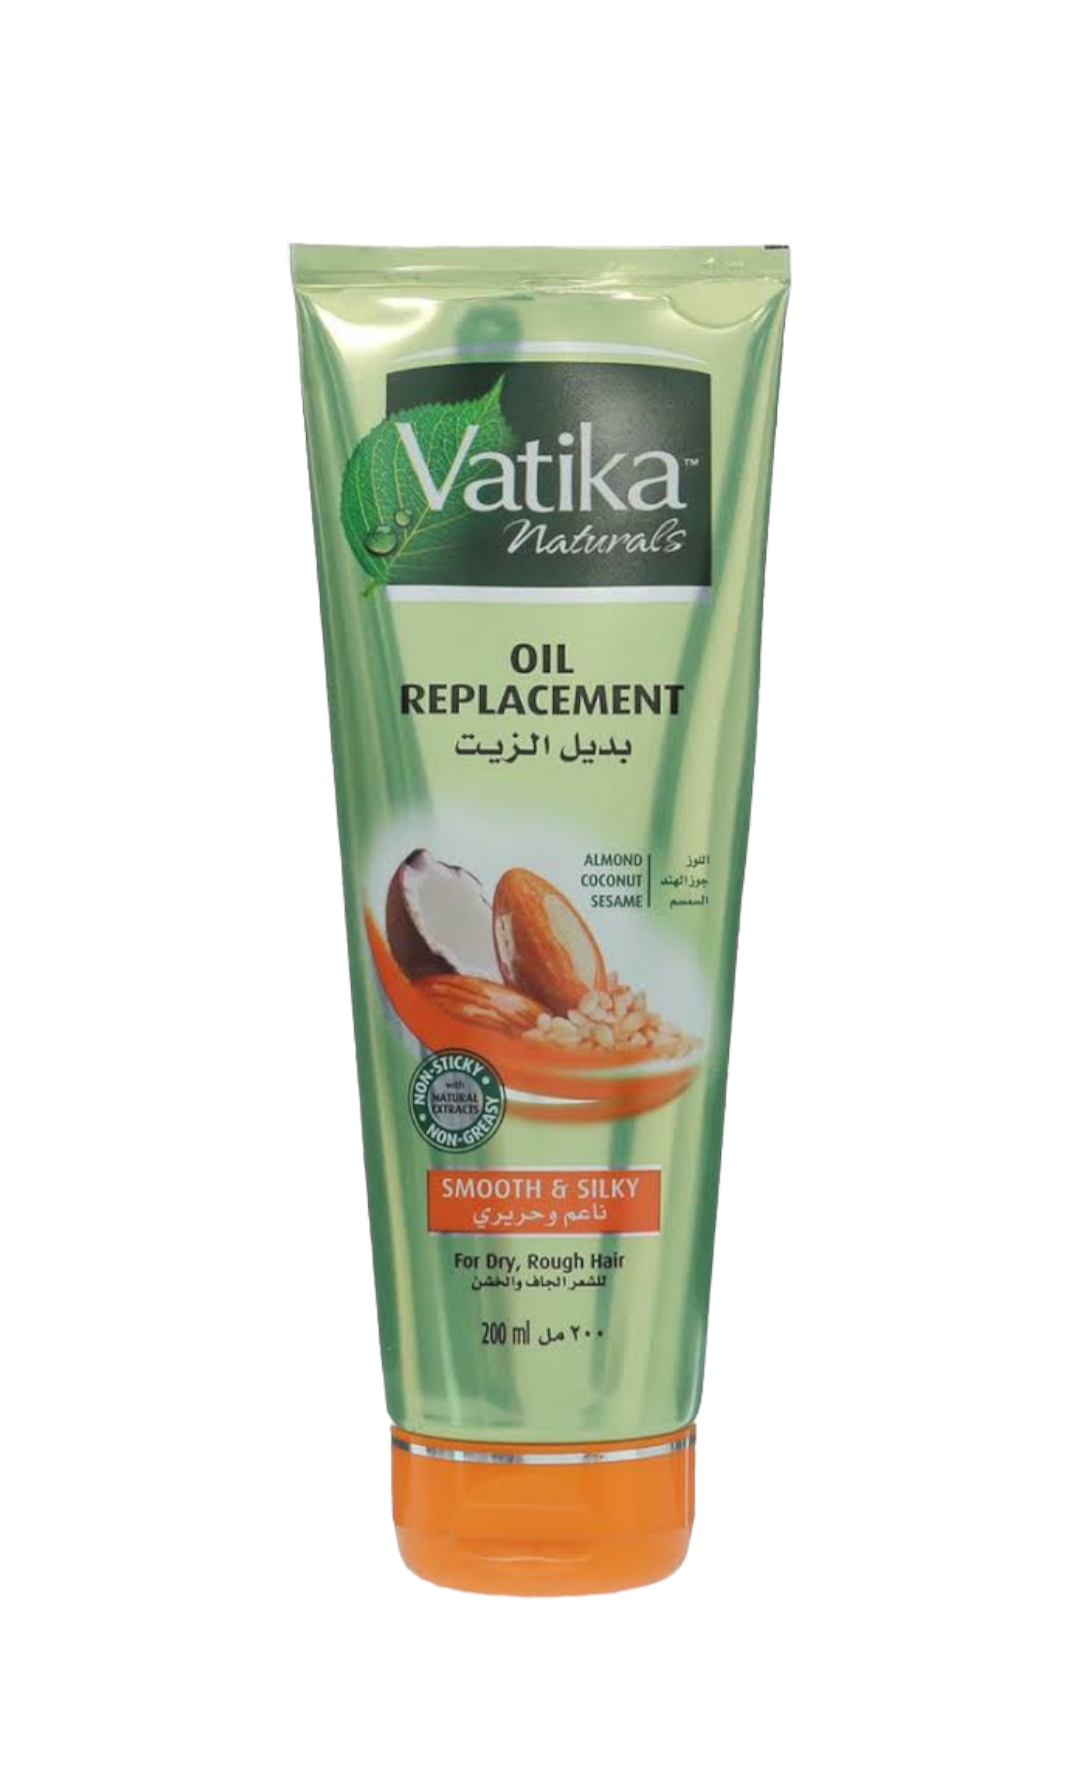 Vatika™
Naturals
OIL
REPLACEMENT
بديل الزيت
ALMOND
COCONUT
SESAME
اللوز
جوز الهند
السمسم
NON-STICKY
with
NATURAL
EXTRACTS
NON-GREASY
SMOOTH & SILKY
ناعم وحريري
For Dry, Rough Hair
للشعر الجاف والخشن
200 ml ٢٠٠ مل